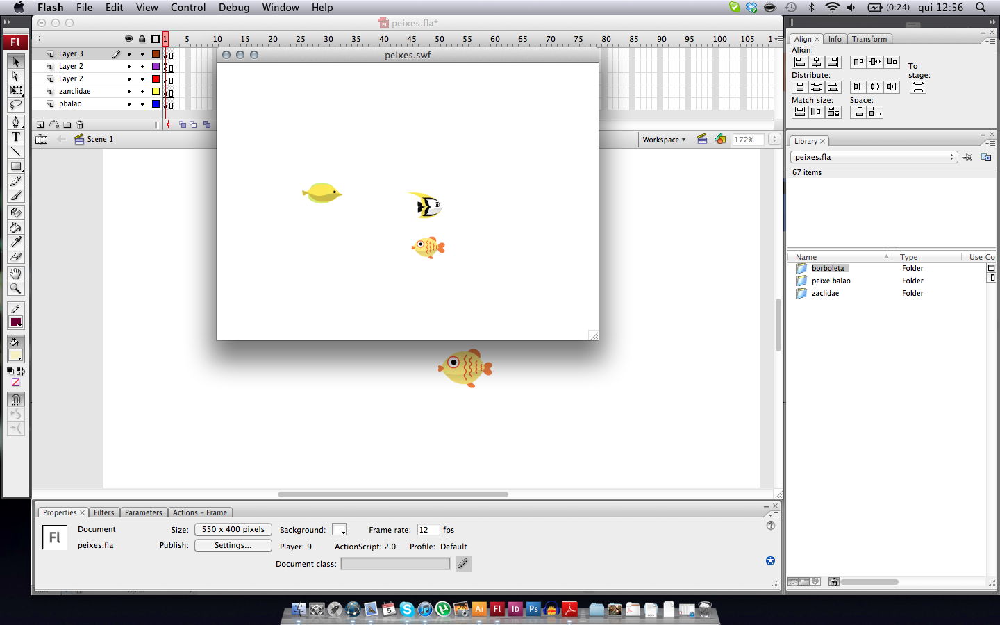 Flash File Edit View Control Debug Window Help (0:24) qui 12:56
peixes.fla*
Fl
1 5 10 15 20 25 30 35 40 45 50 55 60 65 70 75 80 85 90 95 100 105 1
Layer 3
Layer 2
Layer 2
zanclidae
pbalao
peixes.swf
T
Scene 1
Workspace 172%
Align × Info Transform
Align:
To
stage:
Distribute:
Match size: Space:
Library ×
peixes.fla
67 items
Name Type Use Co
borboleta Folder
peixe balao Folder
zaclidae Folder
Properties × Filters Parameters Actions - Frame
Fl
Document Size: 550 x 400 pixels Background: Frame rate: 12 fps
peixes.fla Publish: Settings... Player: 9 ActionScript: 2.0 Profile: Default
Document class:
Open
5 Ai Fl Id Ps